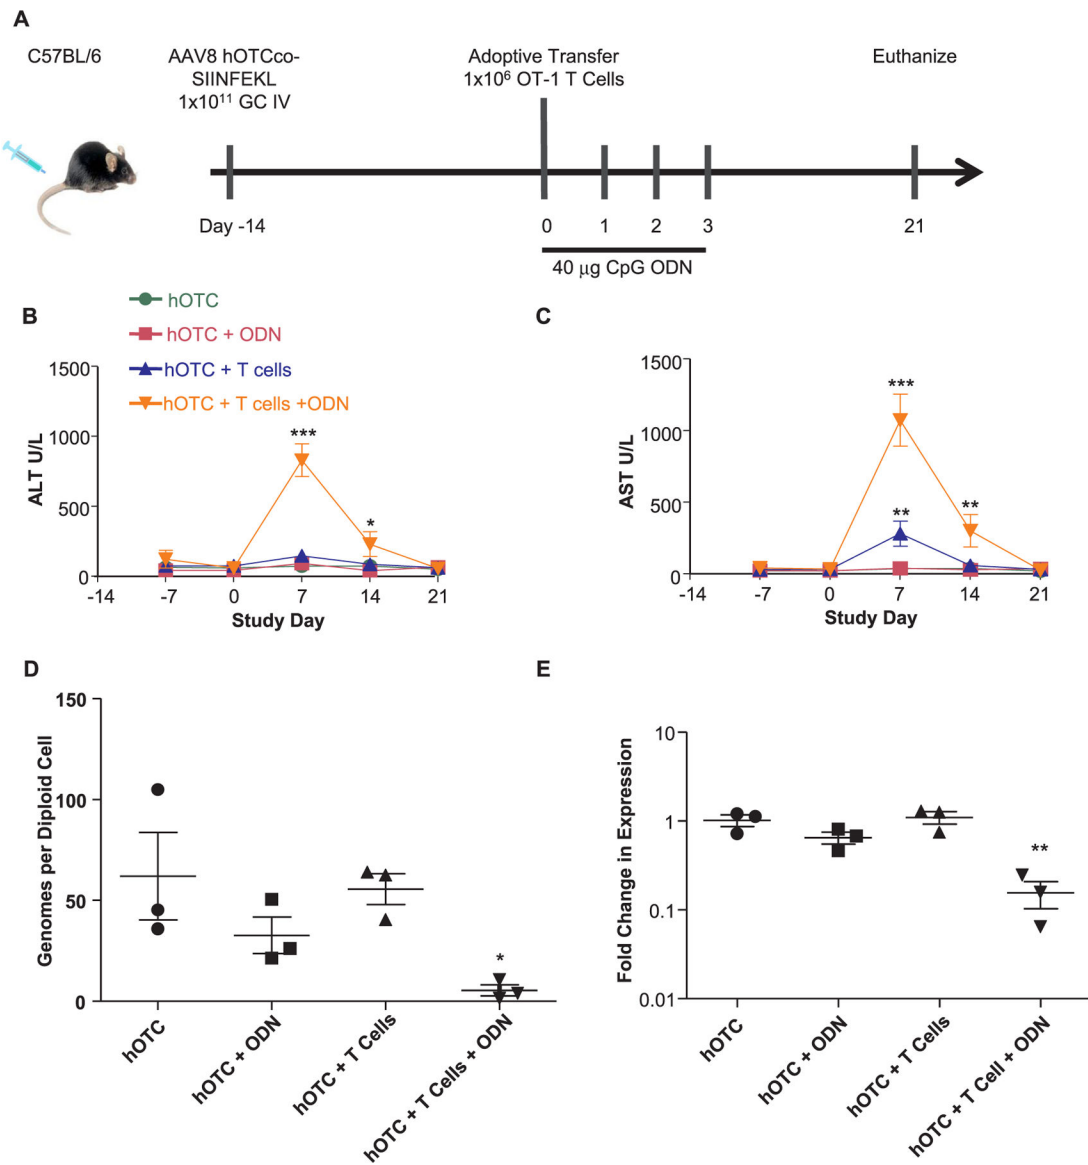 A
C57BL/6
AAV8 hOTCco-
SIINFEKL
1x10¹¹ GC IV
Adoptive Transfer
1x10⁶ OT-1 T Cells
Euthanize
Day -14
0
1
2
3
21
40 µg CpG ODN
B
hOTC
hOTC + ODN
hOTC + T cells
hOTC + T cells +ODN
ALT U/L
1500
1000
500
0
***
*
-14
-7
0
7
14
21
Study Day
C
AST U/L
1500
1000
500
0
***
**
**
-14
-7
0
7
14
21
Study Day
D
Genomes per Diploid Cell
150
100
50
0
*
hOTC
hOTC + ODN
hOTC + T Cells
hOTC + T Cells + ODN
E
Fold Change in Expression
10
1
0.1
0.01
**
hOTC
hOTC + ODN
hOTC + T Cells
hOTC + T Cell + ODN